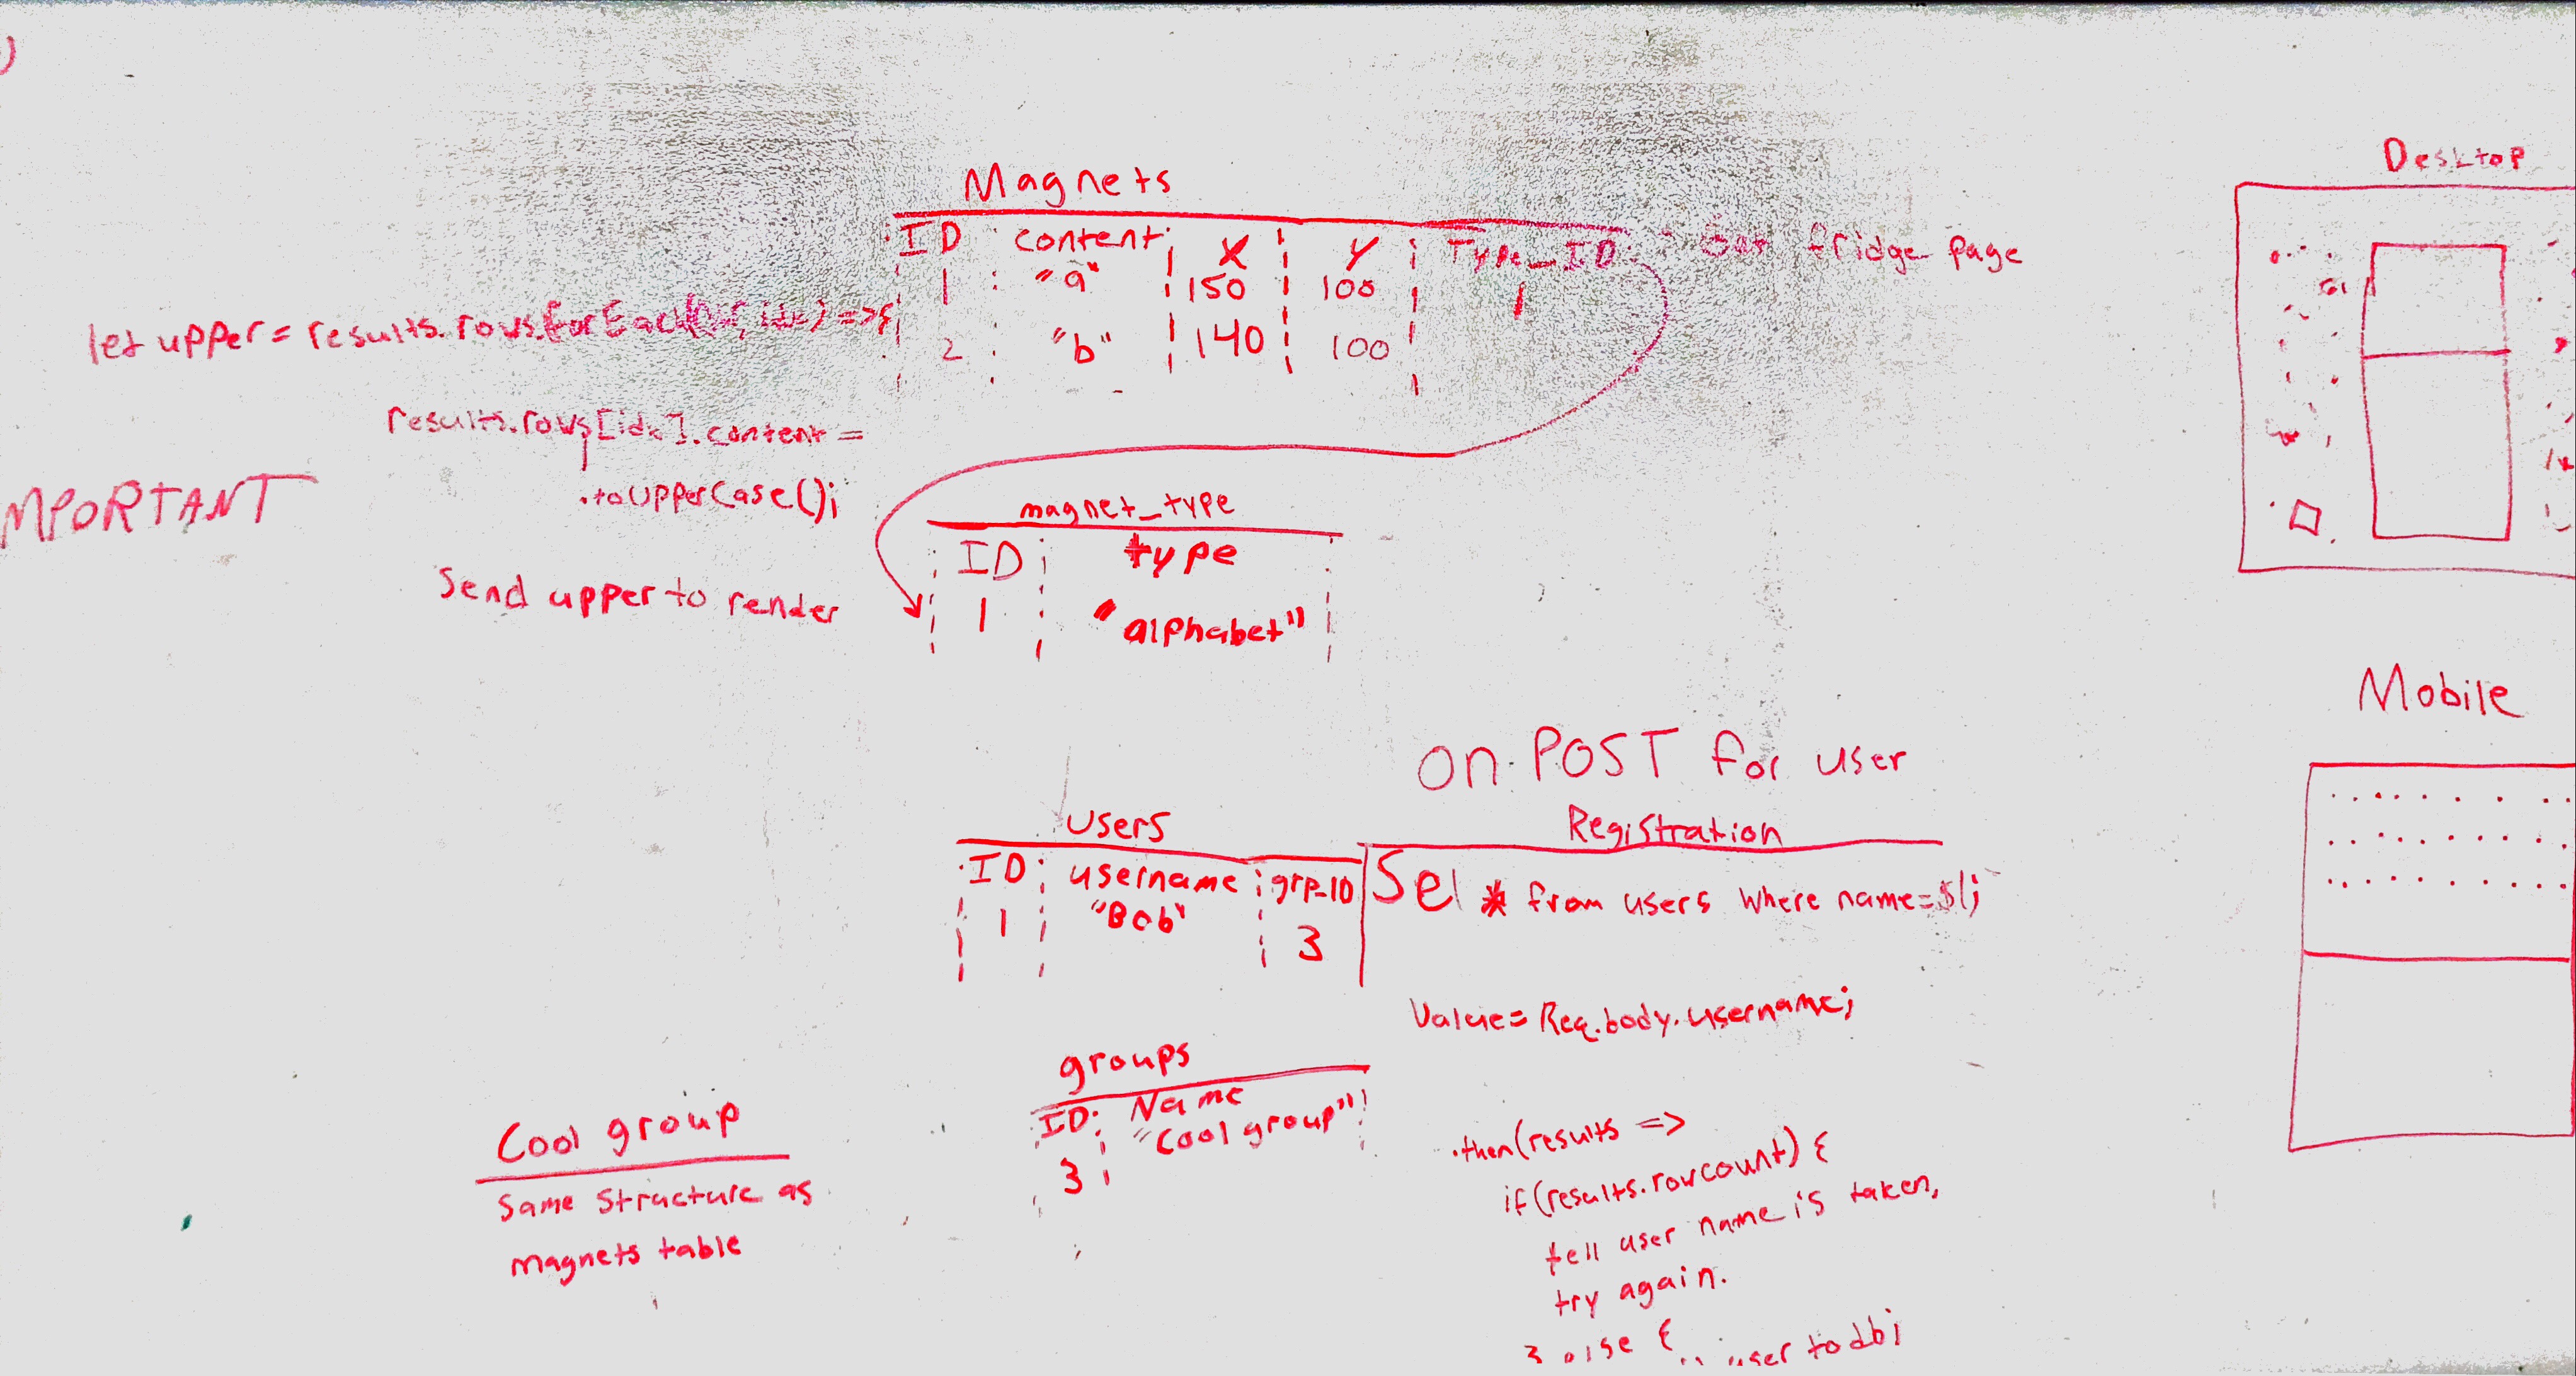 )
Magnets
ID content X Y Type_ID
1 "a" 150 100 1
2 "b" 140 100
fridge page
let upper = results.rows.forEach( idx) => {
results.rows[idx].content =
.toUpperCase();
Send upper to render
MPORTANT
magnet_type
ID type
1 "alphabet"
Desktop
Mobile
users
ID username grp_ID
1 "Bob" 3
on POST for user
Registration
Sel * from users where name=$1;
Value= Req.body.username;
.then(results =>
if(results.rowcount) {
tell user name is taken,
try again.
} else {
user to db;
groups
ID Name
3 "Cool group"
Cool group
Same Structure as
magnets table